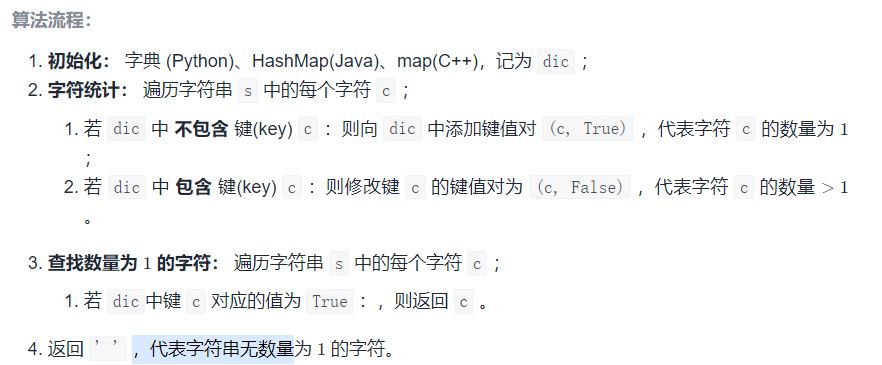 算法流程：
1. 初始化： 字典 (Python)、HashMap(Java)、map(C++)，记为 dic ；
2. 字符统计： 遍历字符串 s 中的每个字符 c ；
1. 若 dic 中 不包含 键(key) c ：则向 dic 中添加键值对 (c, True) ，代表字符 c 的数量为 1
；
2. 若 dic 中 包含 键(key) c ：则修改键 c 的键值对为 (c, False) ，代表字符 c 的数量 > 1
。
3. 查找数量为 1 的字符： 遍历字符串 s 中的每个字符 c ；
1. 若 dic中键 c 对应的值为 True ：，则返回 c 。
4. 返回 ' ' ，代表字符串无数量为 1 的字符。